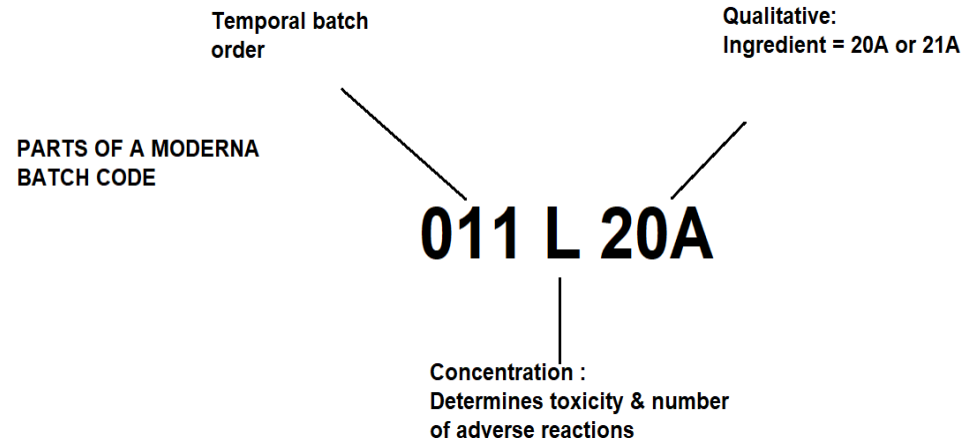 Temporal batch
order
Qualitative:
Ingredient = 20A or 21A
PARTS OF A MODERNA
BATCH CODE
011 L 20A
Concentration :
Determines toxicity & number
of adverse reactions